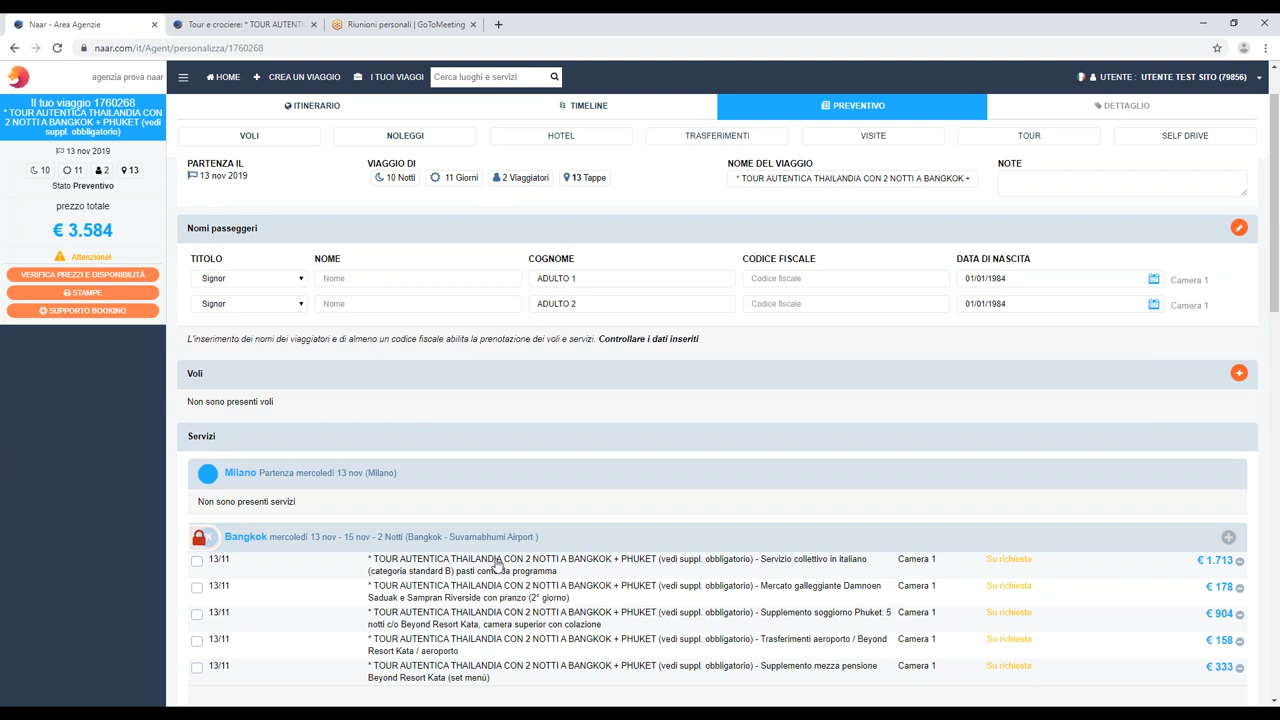 Naar - Area Agenzie
Tour e crociere: * TOUR AUTENTI
Riunioni personali | GoToMeeting
naar.com/it/Agent/personalizza/1760268
agenzia prova naar
HOME
CREA UN VIAGGIO
I TUOI VIAGGI
Cerca luoghi e servizi
UTENTE : UTENTE TEST SITO (79856)
Il tuo viaggio 1760268
* TOUR AUTENTICA THAILANDIA CON
2 NOTTI A BANGKOK + PHUKET (vedi
suppl. obbligatorio)
13 nov 2019
10 11 2 13
Stato Preventivo
prezzo totale
€ 3.584
Attenzione!
VERIFICA PREZZI E DISPONIBILITÀ
STAMPE
SUPPORTO BOOKING
ITINERARIO
TIMELINE
PREVENTIVO
DETTAGLIO
VOLI
NOLEGGI
HOTEL
TRASFERIMENTI
VISITE
TOUR
SELF DRIVE
PARTENZA IL
13 nov 2019
VIAGGIO DI
10 Notti
11 Giorni
2 Viaggiatori
13 Tappe
NOME DEL VIAGGIO
* TOUR AUTENTICA THAILANDIA CON 2 NOTTI A BANGKOK +
NOTE
Nomi passeggeri
TITOLO NOME COGNOME CODICE FISCALE DATA DI NASCITA
Signor Nome ADULTO 1 Codice fiscale 01/01/1984 Camera 1
Signor Nome ADULTO 2 Codice fiscale 01/01/1984 Camera 1
L'inserimento dei nomi dei viaggiatori e di almeno un codice fiscale abilita la prenotazione dei voli e servizi. Controllare i dati inseriti
Voli
Non sono presenti voli
Servizi
Milano Partenza mercoledì 13 nov (Milano)
Non sono presenti servizi
Bangkok mercoledì 13 nov - 15 nov - 2 Notti (Bangkok - Suvarnabhumi Airport )
13/11 * TOUR AUTENTICA THAILANDIA CON 2 NOTTI A BANGKOK + PHUKET (vedi suppl. obbligatorio) - Servizio collettivo in italiano Camera 1 Su richiesta € 1.713
(categoria standard B) pasti come da programma
13/11 * TOUR AUTENTICA THAILANDIA CON 2 NOTTI A BANGKOK + PHUKET (vedi suppl. obbligatorio) - Mercato galleggiante Damnoen Camera 1 Su richiesta € 178
Saduak e Sampran Riverside con pranzo (2° giorno)
13/11 * TOUR AUTENTICA THAILANDIA CON 2 NOTTI A BANGKOK + PHUKET (vedi suppl. obbligatorio) - Supplemento soggiorno Phuket: 5 Camera 1 Su richiesta € 904
notti c/o Beyond Resort Kata, camera superior con colazione
13/11 * TOUR AUTENTICA THAILANDIA CON 2 NOTTI A BANGKOK + PHUKET (vedi suppl. obbligatorio) - Trasferimenti aeroporto / Beyond Camera 1 Su richiesta € 158
Resort Kata / aeroporto
13/11 * TOUR AUTENTICA THAILANDIA CON 2 NOTTI A BANGKOK + PHUKET (vedi suppl. obbligatorio) - Supplemento mezza pensione Camera 1 Su richiesta € 333
Beyond Resort Kata (set menù)